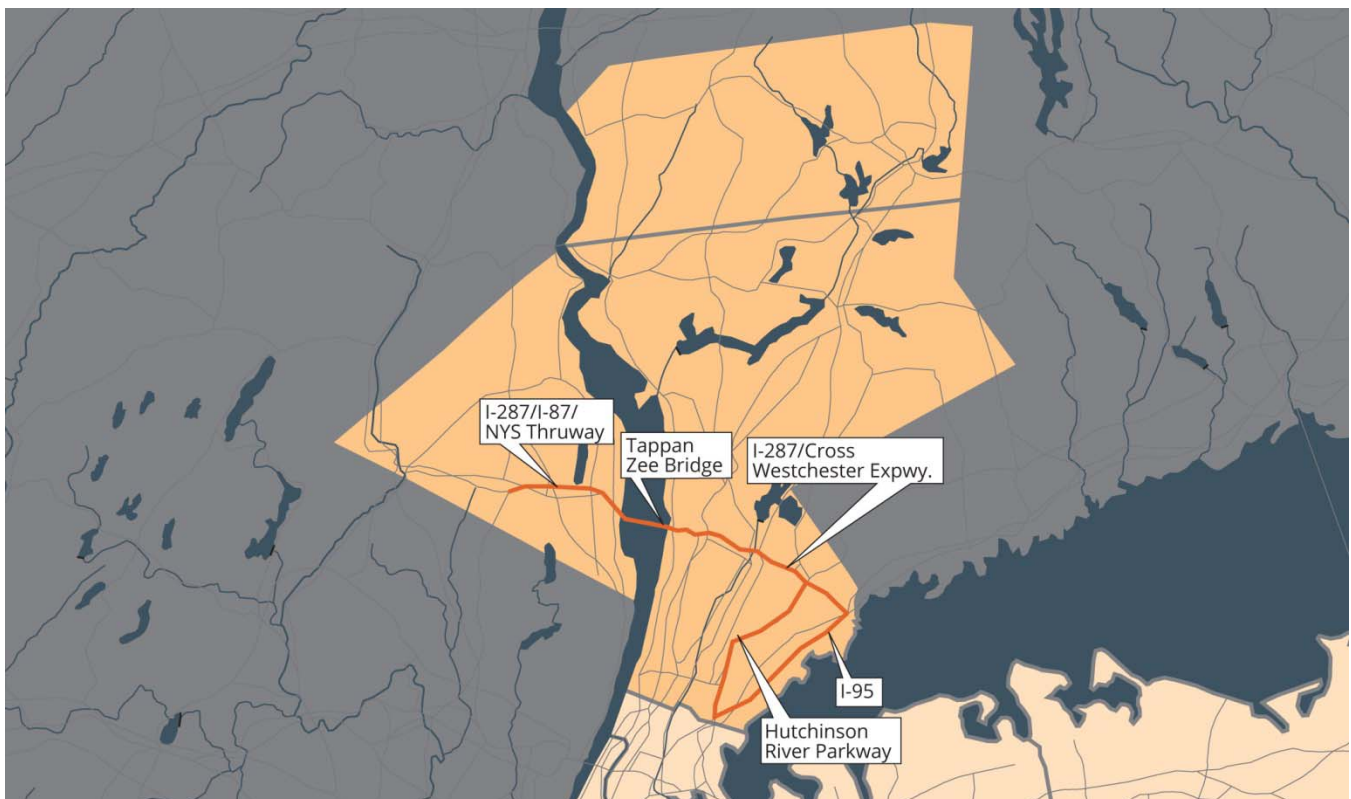 I-287/I-87/
NYS Thruway
Tappan
Zee Bridge
I-287/Cross
Westchester Expwy.
I-95
Hutchinson
River Parkway